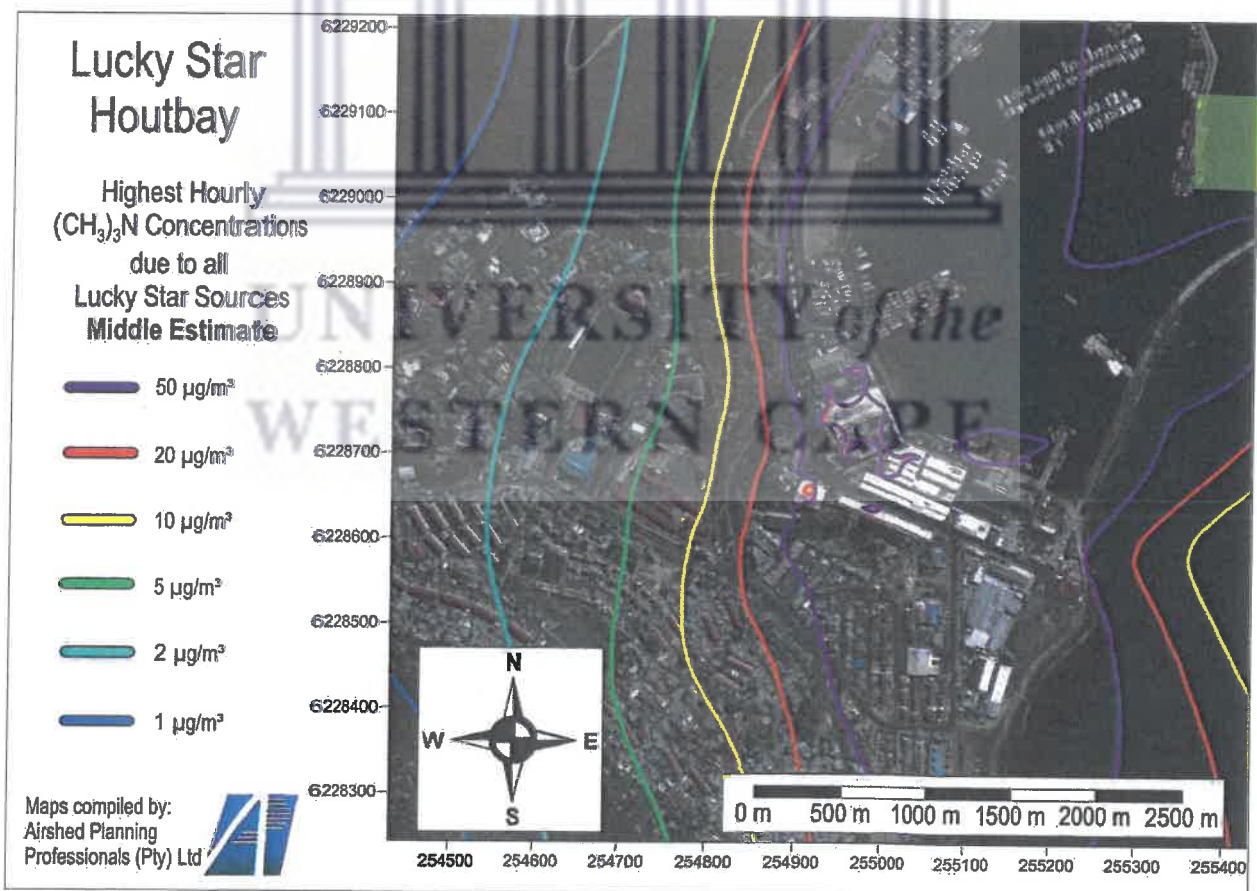 Lucky Star
Houtbay
Highest Hourly
(CH₃)₃N Concentrations
due to all
Lucky Star Sources
Middle Estimate
50 µg/m³
20 µg/m³
10 µg/m³
5 µg/m³
2 µg/m³
1 µg/m³
Maps compiled by:
Airshed Planning
Professionals (Pty) Ltd
6229200
6229100
6229000
6228900
6228800
6228700
6228600
6228500
6228400
6228300
UNIVERSITY of the
WESTERN CAPE
N
W E
S
0 m 500 m 1000 m 1500 m 2000 m 2500 m
254500 254600 254700 254800 254900 255000 255100 255200 255300 255400